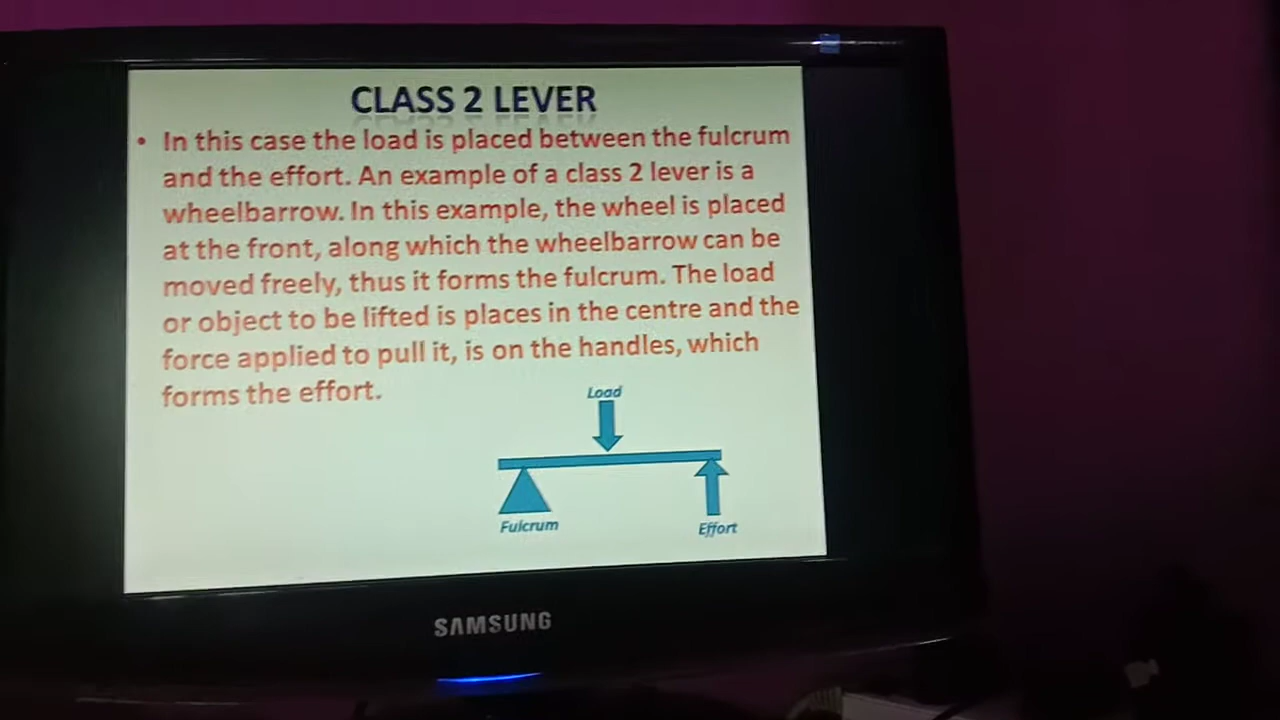 CLASS 2 LEVER
• In this case the load is placed between the fulcrum
and the effort. An example of a class 2 lever is a
wheelbarrow. In this example, the wheel is placed
at the front, along which the wheelbarrow can be
moved freely, thus it forms the fulcrum. The load
or object to be lifted is places in the centre and the
force applied to pull it, is on the handles, which
forms the effort.
Load
Fulcrum
Effort
SAMSUNG